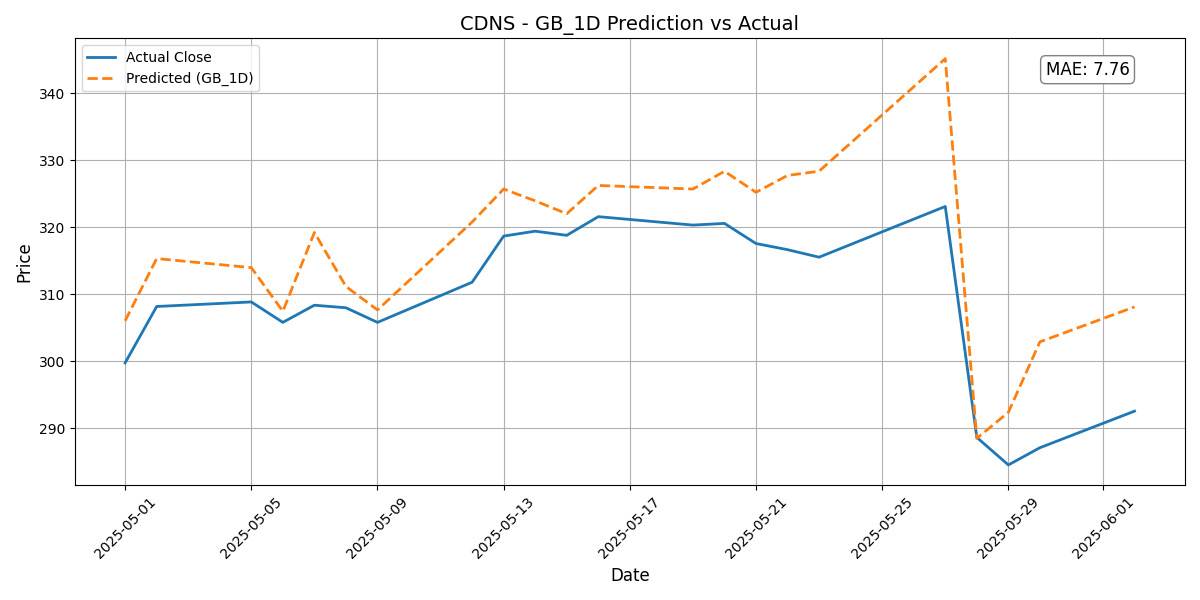 CDNS - GB_1D Prediction vs Actual
Actual Close
Predicted (GB_1D)
MAE: 7.76
Price
340
330
320
310
300
290
2025-05-01
2025-05-05
2025-05-09
2025-05-13
2025-05-17
2025-05-21
2025-05-25
2025-05-29
2025-06-01
Date